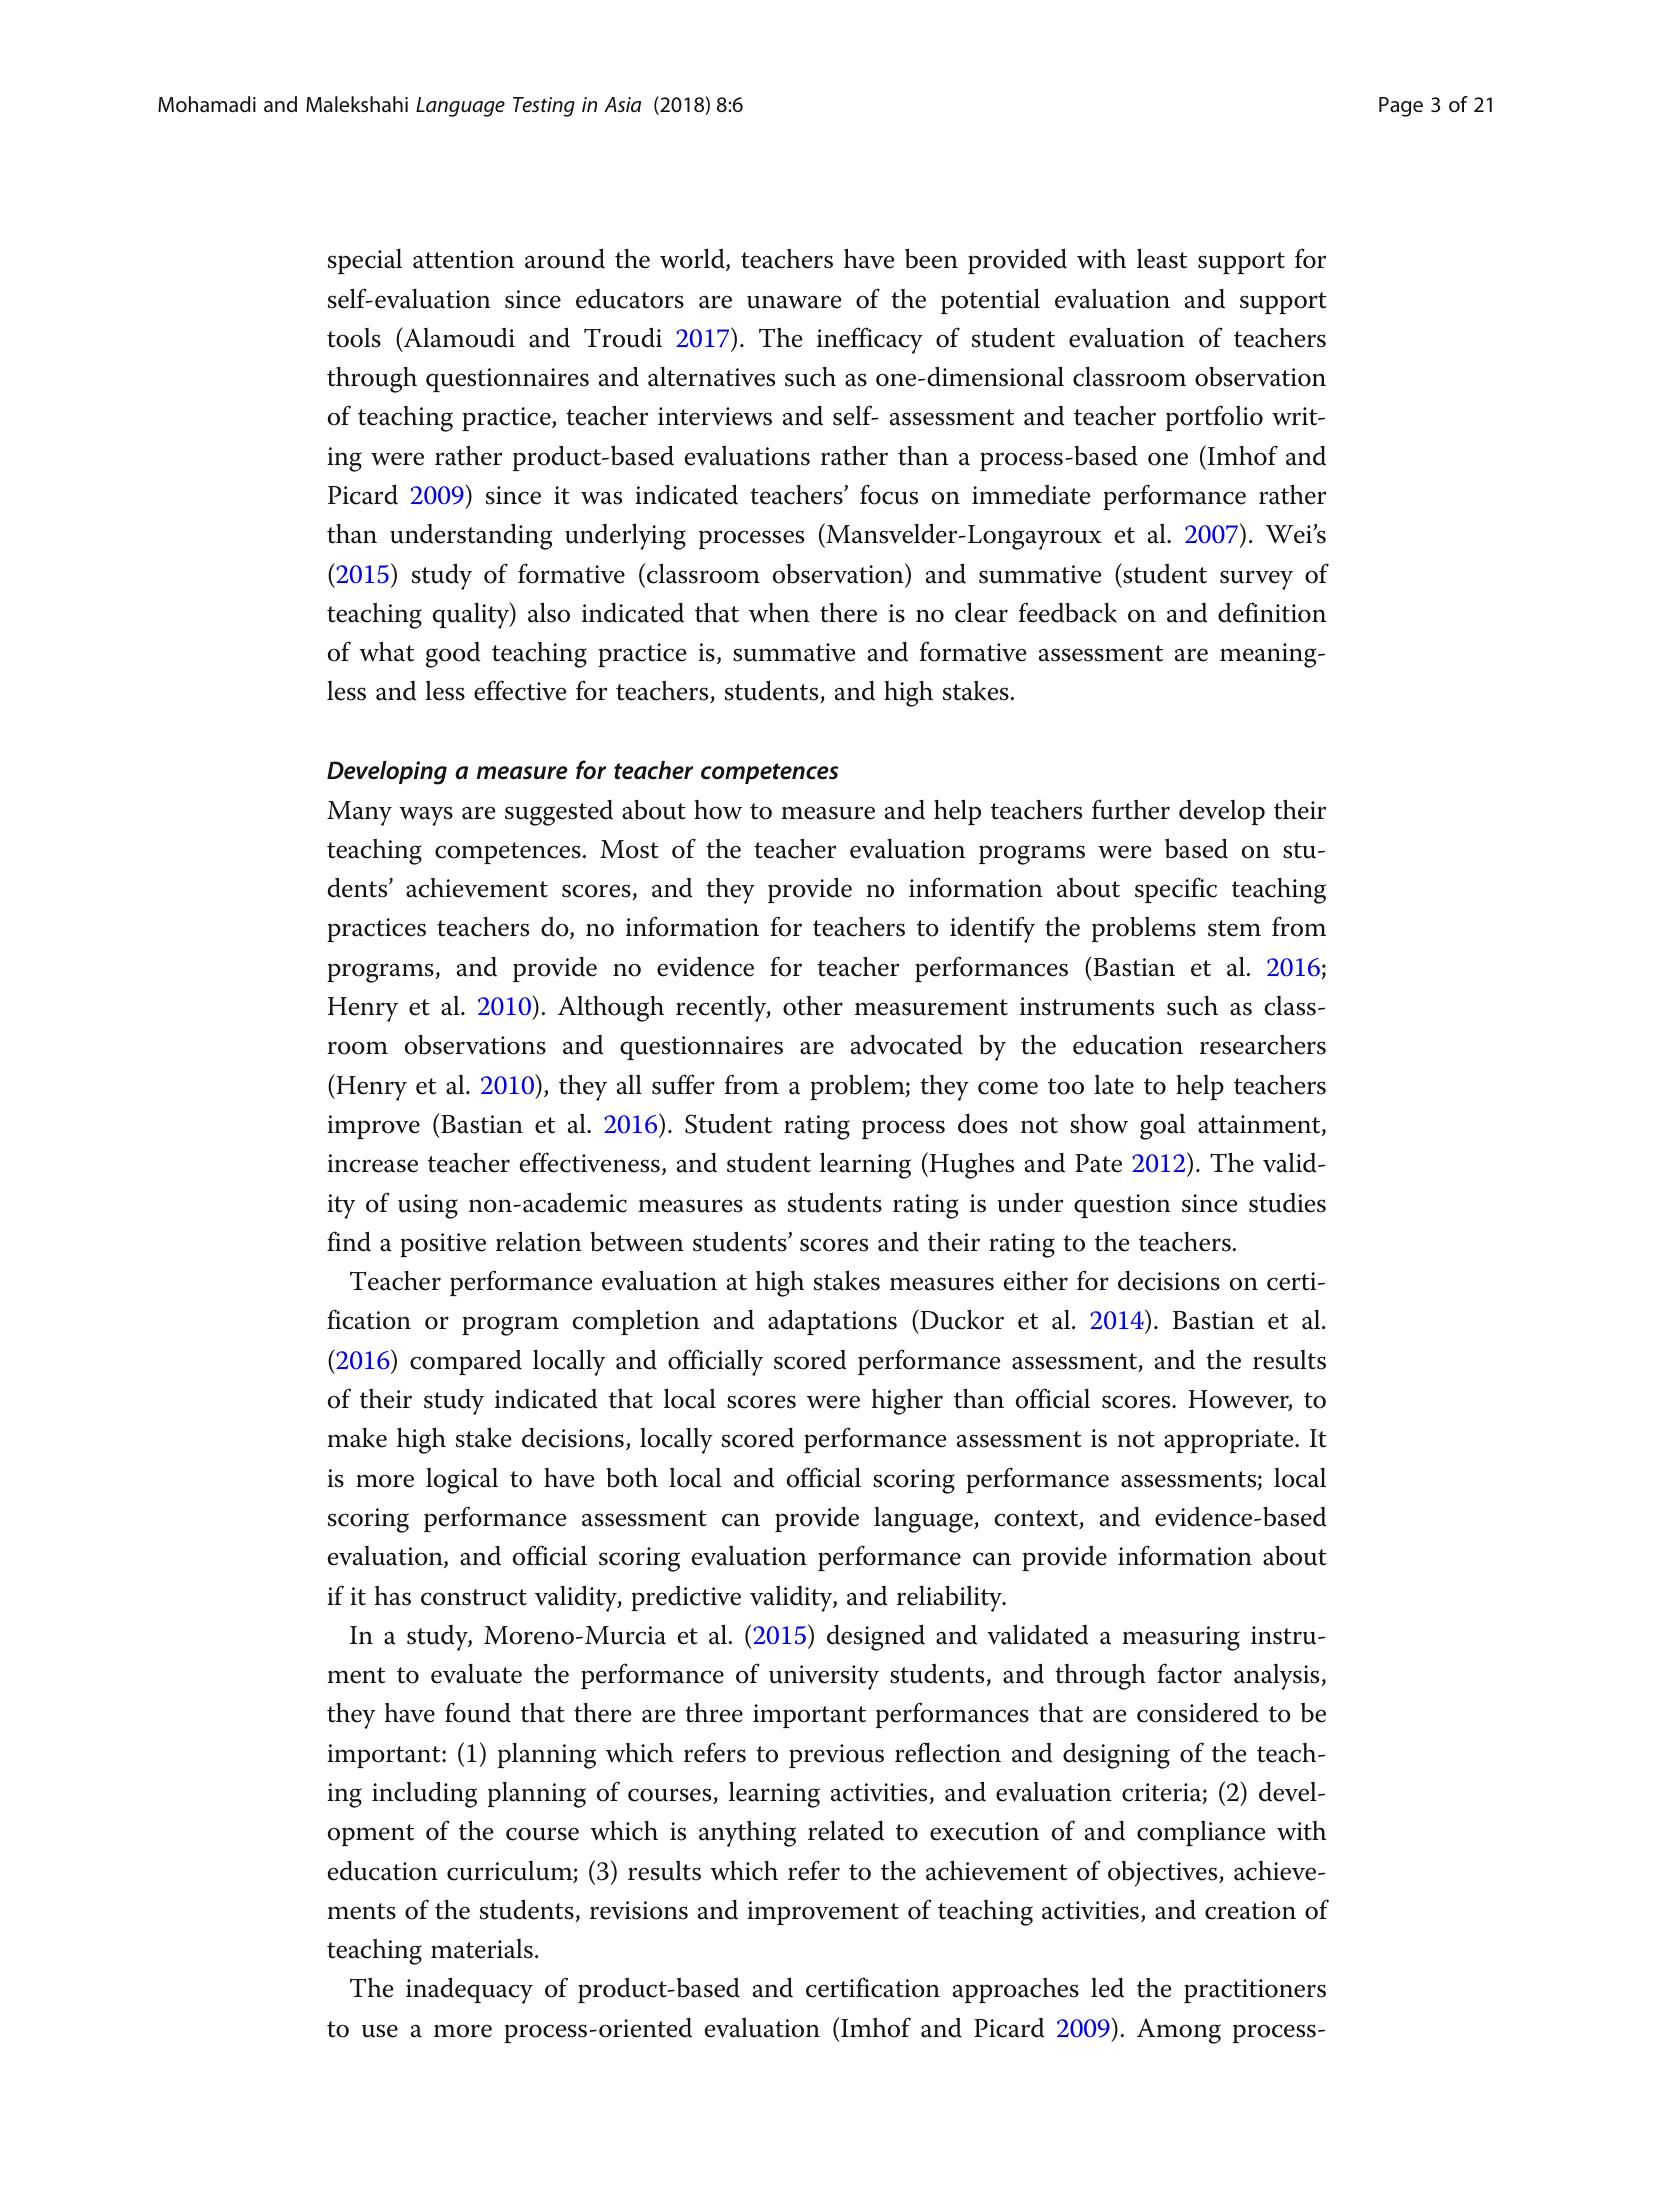 Mohamadi and Malekshahi Language Testing in Asia (2018) 8:6
Page 3 of 21
special attention around the world, teachers have been provided with least support for
self-evaluation since educators are unaware of the potential evaluation and support
tools (Alamoudi and Troudi 2017). The inefficacy of student evaluation of teachers
through questionnaires and alternatives such as one-dimensional classroom observation
of teaching practice, teacher interviews and self- assessment and teacher portfolio writ-
ing were rather product-based evaluations rather than a process-based one (Imhof and
Picard 2009) since it was indicated teachers’ focus on immediate performance rather
than understanding underlying processes (Mansvelder-Longayroux et al. 2007). Wei’s
(2015) study of formative (classroom observation) and summative (student survey of
teaching quality) also indicated that when there is no clear feedback on and definition
of what good teaching practice is, summative and formative assessment are meaning-
less and less effective for teachers, students, and high stakes.
Developing a measure for teacher competences
Many ways are suggested about how to measure and help teachers further develop their
teaching competences. Most of the teacher evaluation programs were based on stu-
dents’ achievement scores, and they provide no information about specific teaching
practices teachers do, no information for teachers to identify the problems stem from
programs, and provide no evidence for teacher performances (Bastian et al. 2016;
Henry et al. 2010). Although recently, other measurement instruments such as class-
room observations and questionnaires are advocated by the education researchers
(Henry et al. 2010), they all suffer from a problem; they come too late to help teachers
improve (Bastian et al. 2016). Student rating process does not show goal attainment,
increase teacher effectiveness, and student learning (Hughes and Pate 2012). The valid-
ity of using non-academic measures as students rating is under question since studies
find a positive relation between students’ scores and their rating to the teachers.
Teacher performance evaluation at high stakes measures either for decisions on certi-
fication or program completion and adaptations (Duckor et al. 2014). Bastian et al.
(2016) compared locally and officially scored performance assessment, and the results
of their study indicated that local scores were higher than official scores. However, to
make high stake decisions, locally scored performance assessment is not appropriate. It
is more logical to have both local and official scoring performance assessments; local
scoring performance assessment can provide language, context, and evidence-based
evaluation, and official scoring evaluation performance can provide information about
if it has construct validity, predictive validity, and reliability.
In a study, Moreno-Murcia et al. (2015) designed and validated a measuring instru-
ment to evaluate the performance of university students, and through factor analysis,
they have found that there are three important performances that are considered to be
important: (1) planning which refers to previous reflection and designing of the teach-
ing including planning of courses, learning activities, and evaluation criteria; (2) devel-
opment of the course which is anything related to execution of and compliance with
education curriculum; (3) results which refer to the achievement of objectives, achieve-
ments of the students, revisions and improvement of teaching activities, and creation of
teaching materials.
The inadequacy of product-based and certification approaches led the practitioners
to use a more process-oriented evaluation (Imhof and Picard 2009). Among process-